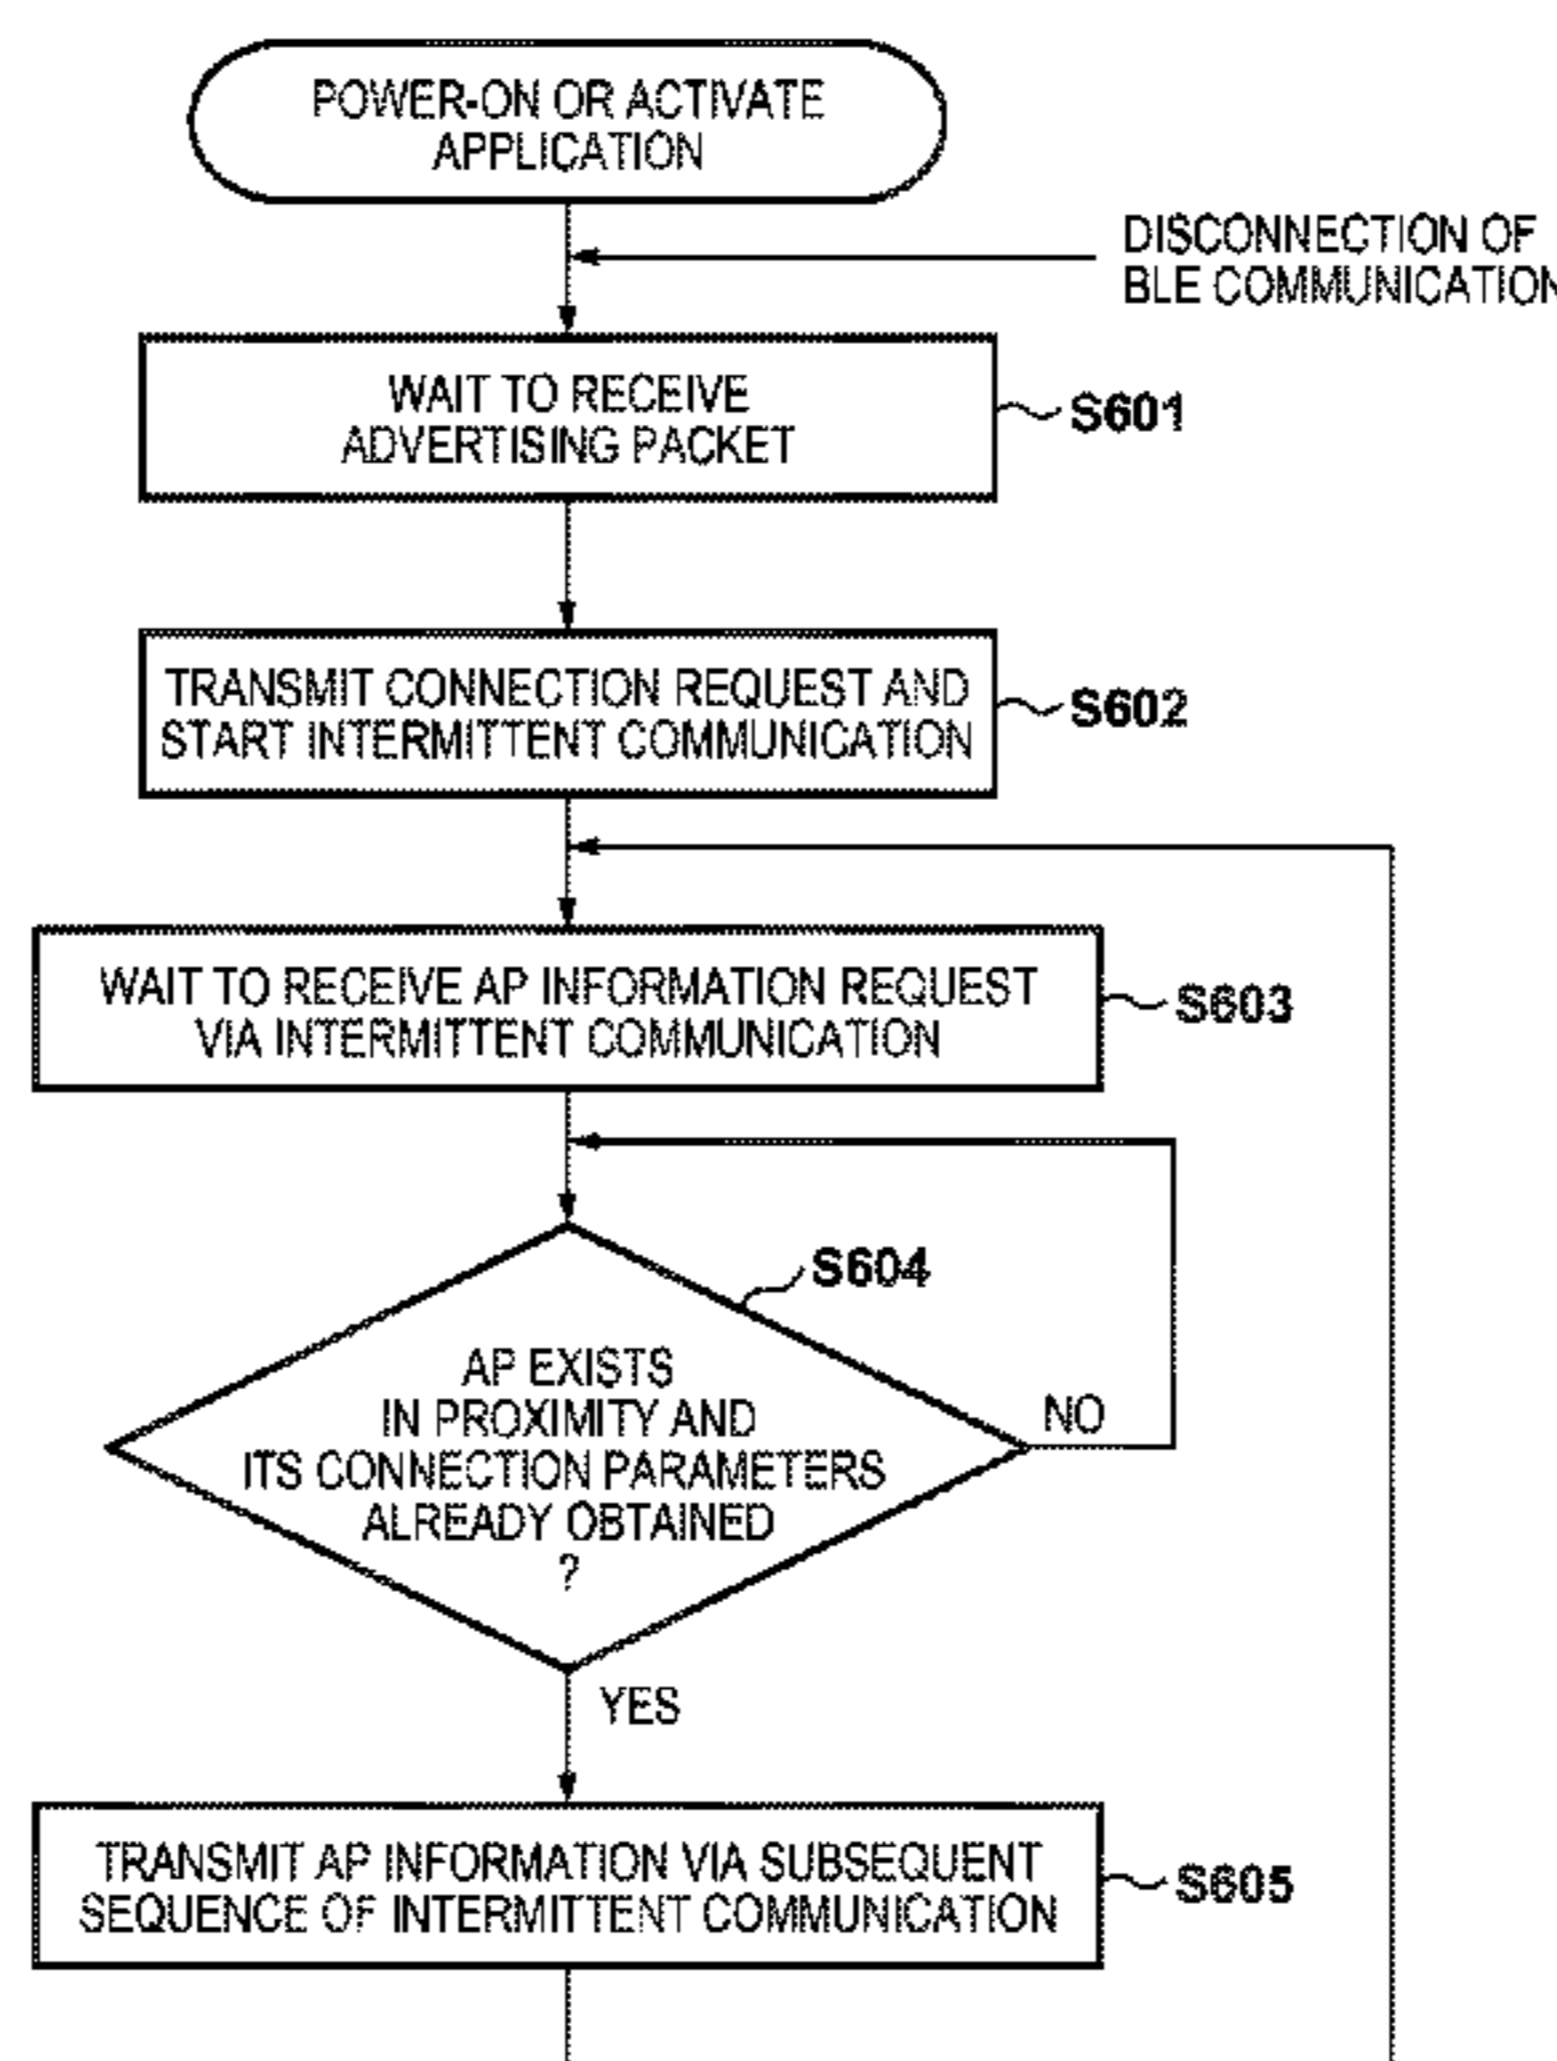 POWER-ON OR ACTIVATE
APPLICATION
DISCONNECTION OF
BLE COMMUNICATION
WAIT TO RECEIVE
ADVERTISING PACKET
S601
TRANSMIT CONNECTION REQUEST AND
START INTERMITTENT COMMUNICATION
S602
WAIT TO RECEIVE AP INFORMATION REQUEST
VIA INTERMITTENT COMMUNICATION
S603
S604
AP EXISTS
IN PROXIMITY AND
ITS CONNECTION PARAMETERS
ALREADY OBTAINED
?
NO
YES
TRANSMIT AP INFORMATION VIA SUBSEQUENT
SEQUENCE OF INTERMITTENT COMMUNICATION
S605